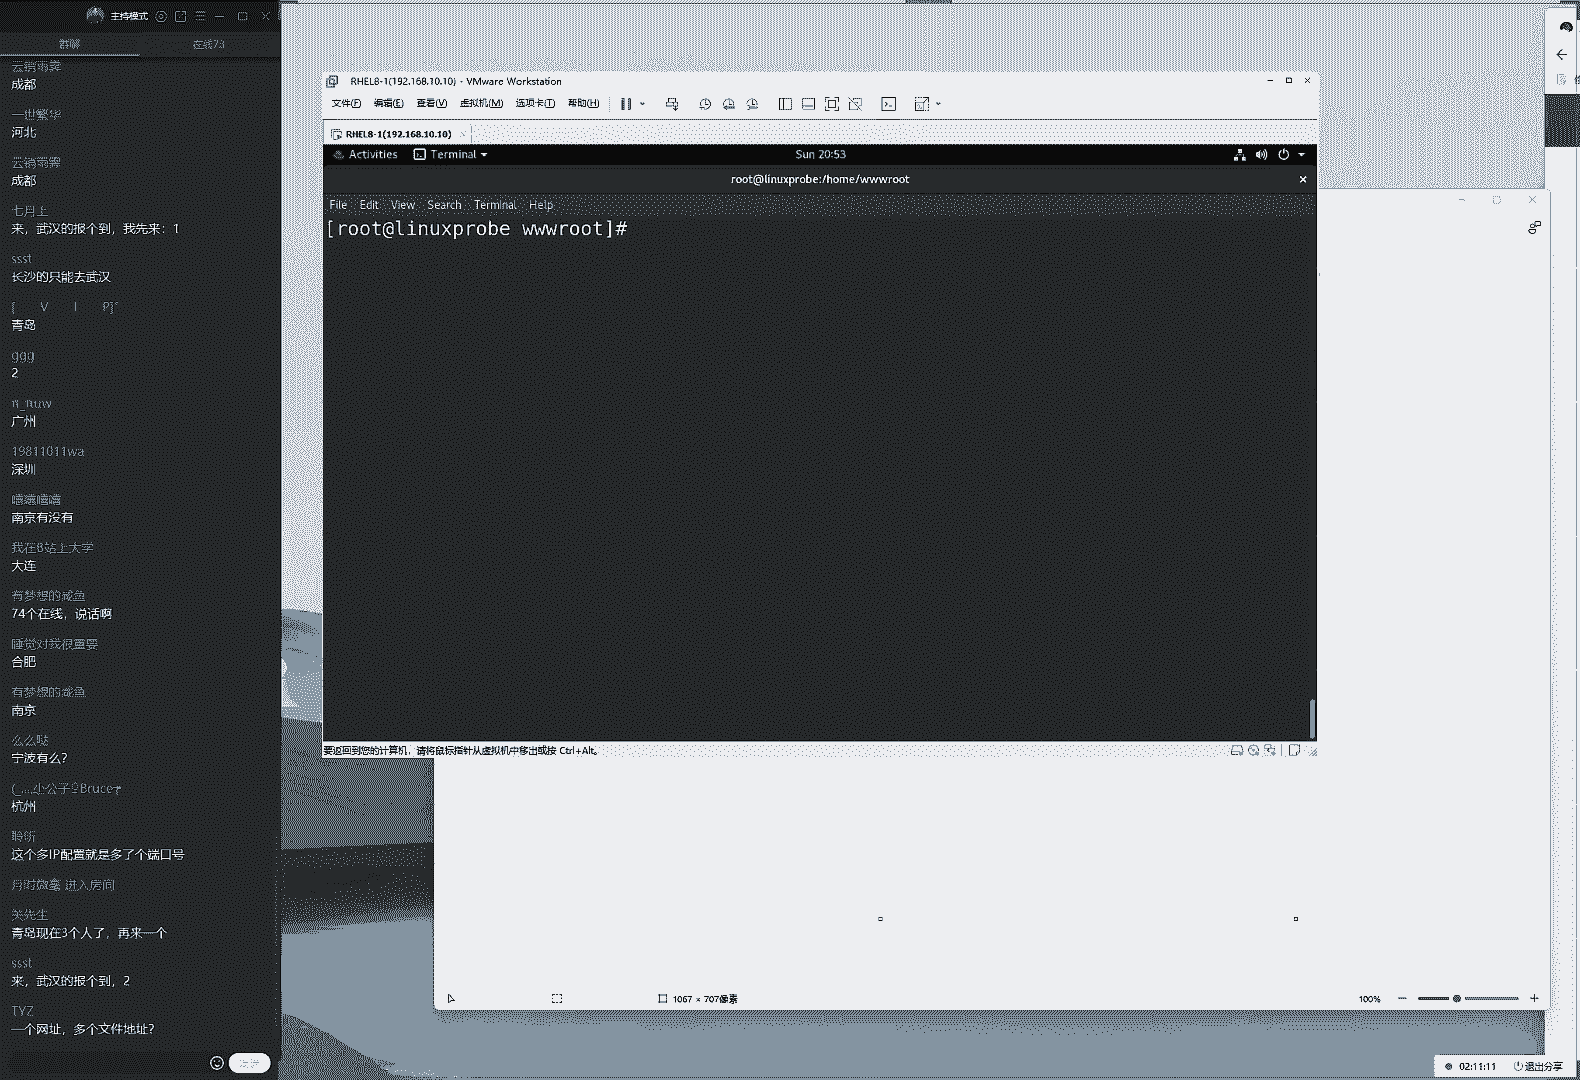 主持模式
群聊 在线73
云销雨霁
成都
一世繁华
河北
云销雨霁
成都
七月上
来，武汉的报个到，我先来：1
ssst
长沙的只能去武汉
[ V I P]
青岛
ggg
2
广州
19811011wa
深圳
嘻嘻嘻嘻
南京有没有
我在B站上大学
大连
有梦想的咸鱼
74个在线，说话啊
睡觉对我很重要
合肥
有梦想的咸鱼
南京
么么哒
宁波有么?
小公子Bruce
杭州
聆听
这个多IP配置就是多了个端口号
进入房间
关先生
青岛现在3个人了，再来一个
ssst
来，武汉的报个到，2
TYZ
一个网址，多个文件地址?
发送
RHEL8-1(192.168.10.10) - VMware Workstation
文件(F) 编辑(E) 查看(V) 虚拟机(M) 选项卡(T) 帮助(H)
RHEL8-1(192.168.10.10)
Activities Terminal Sun 20:53
root@linuxprobe:/home/wwwroot
File Edit View Search Terminal Help
[root@linuxprobe wwwroot]#
要返回到您的计算机，请将鼠标指针从虚拟机中移出或按 Ctrl+Alt。
1067 × 707像素 100%
02:11:11 退出分享